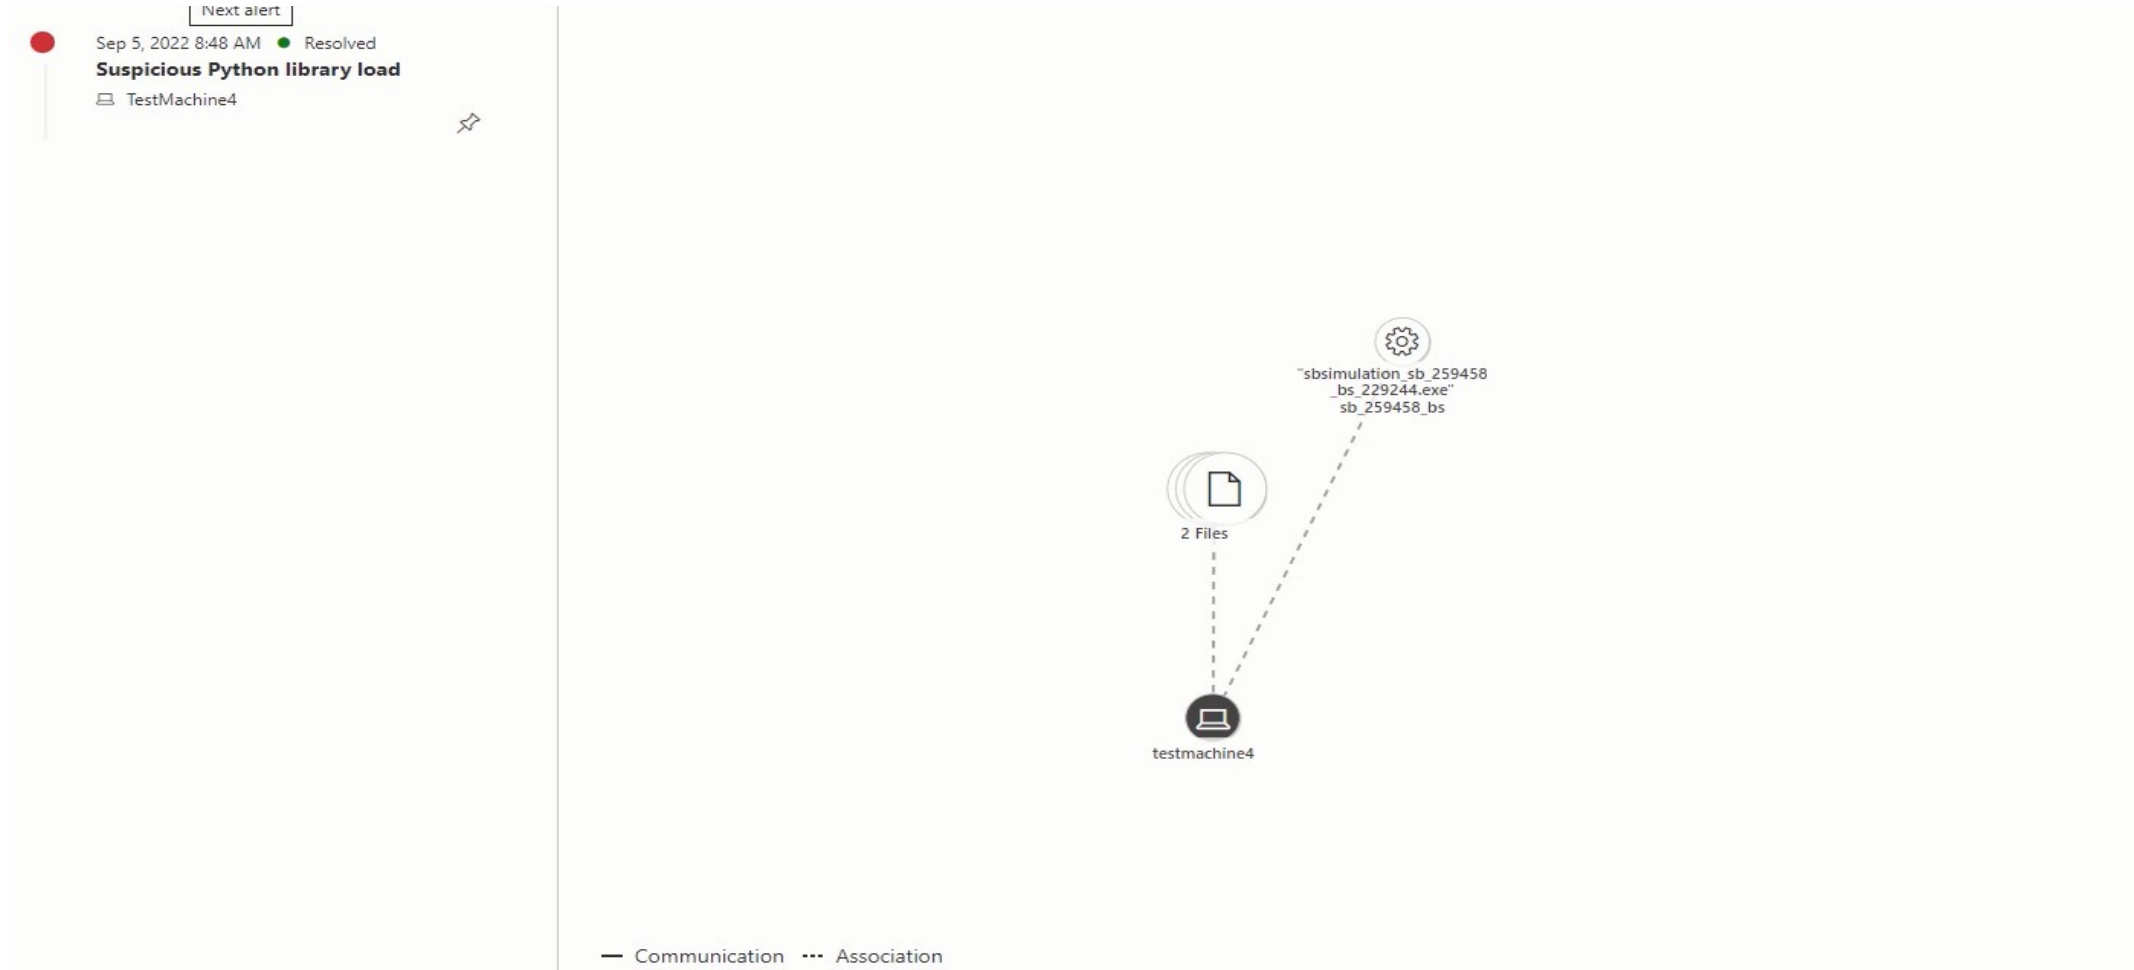 Next alert
Sep 5, 2022 8:48 AM Resolved
Suspicious Python library load
TestMachine4
"sbsimulation_sb_259458
_bs_229244.exe"
sb_259458_bs
2 Files
testmachine4
Communication Association